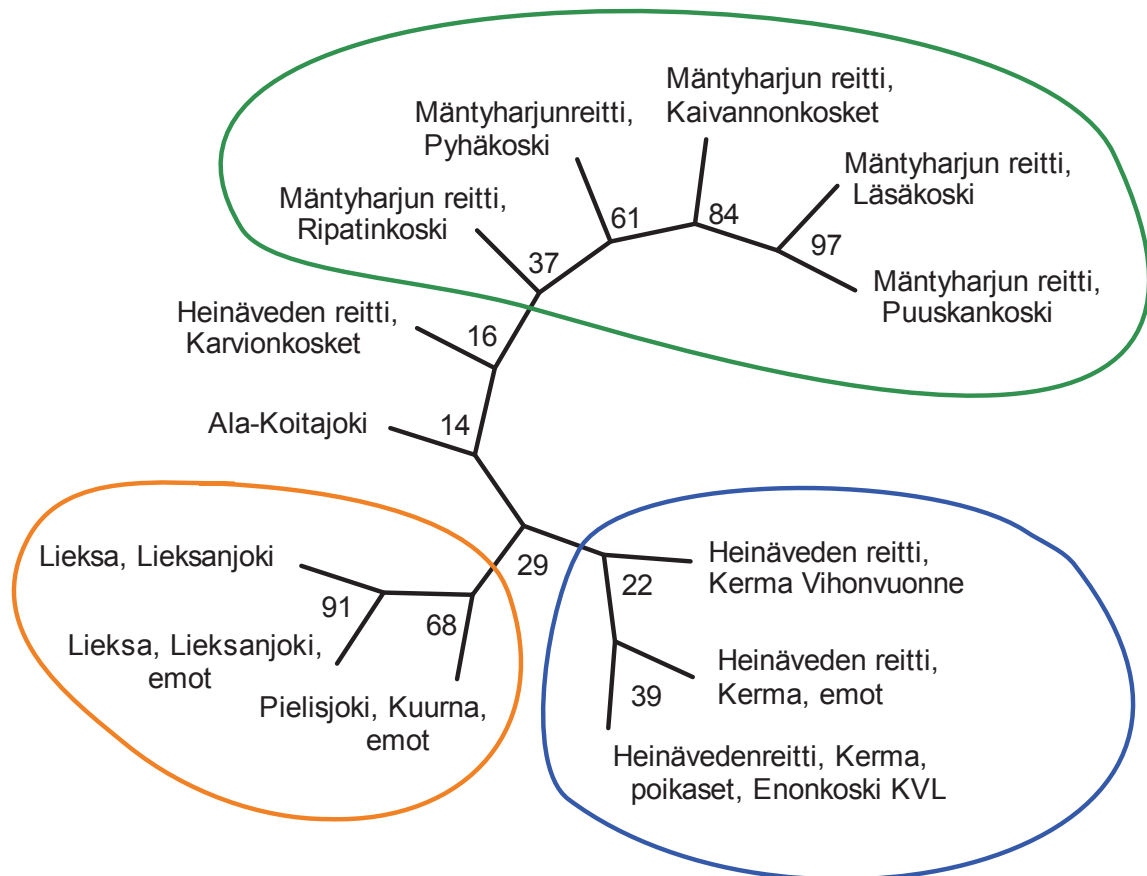 Mäntyharjun reitti,
Kaivannonkosket
Mäntyharjunreitti,
Pyhäkoski
Mäntyharjun reitti,
Läsäkoski
Mäntyharjun reitti,
Ripatinkoski
61
84
97
37
Mäntyharjun reitti,
Puuskankoski
Heinäveden reitti,
Karvionkosket
16
Ala-Koitajoki
14
Lieksa, Lieksanjoki
29
Heinäveden reitti,
Kerma Vihonvuonne
22
91
68
Lieksa, Lieksanjoki,
emot
Heinäveden reitti,
Kerma, emot
39
Pielisjoki, Kuurna,
emot
Heinävedenreitti, Kerma,
poikaset, Enonkoski KVL